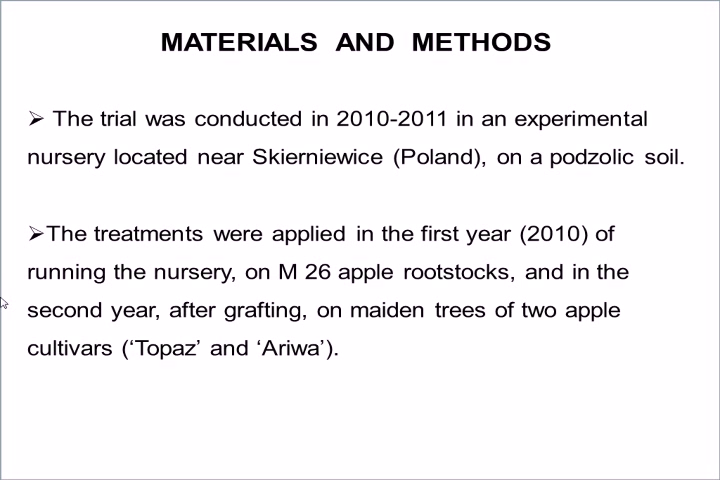 MATERIALS AND METHODS
➢ The trial was conducted in 2010-2011 in an experimental
nursery located near Skierniewice (Poland), on a podzolic soil.
➢The treatments were applied in the first year (2010) of
running the nursery, on M 26 apple rootstocks, and in the
second year, after grafting, on maiden trees of two apple
cultivars (‘Topaz’ and ‘Ariwa’).